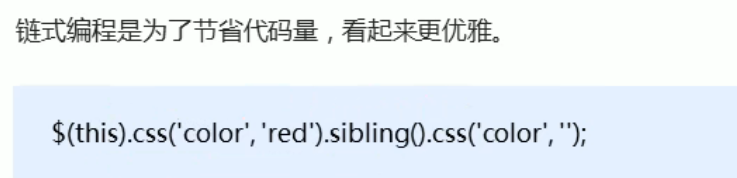 链式编程是为了节省代码量，看起来更优雅。
$(this).css('color', 'red').sibling().css('color', '');